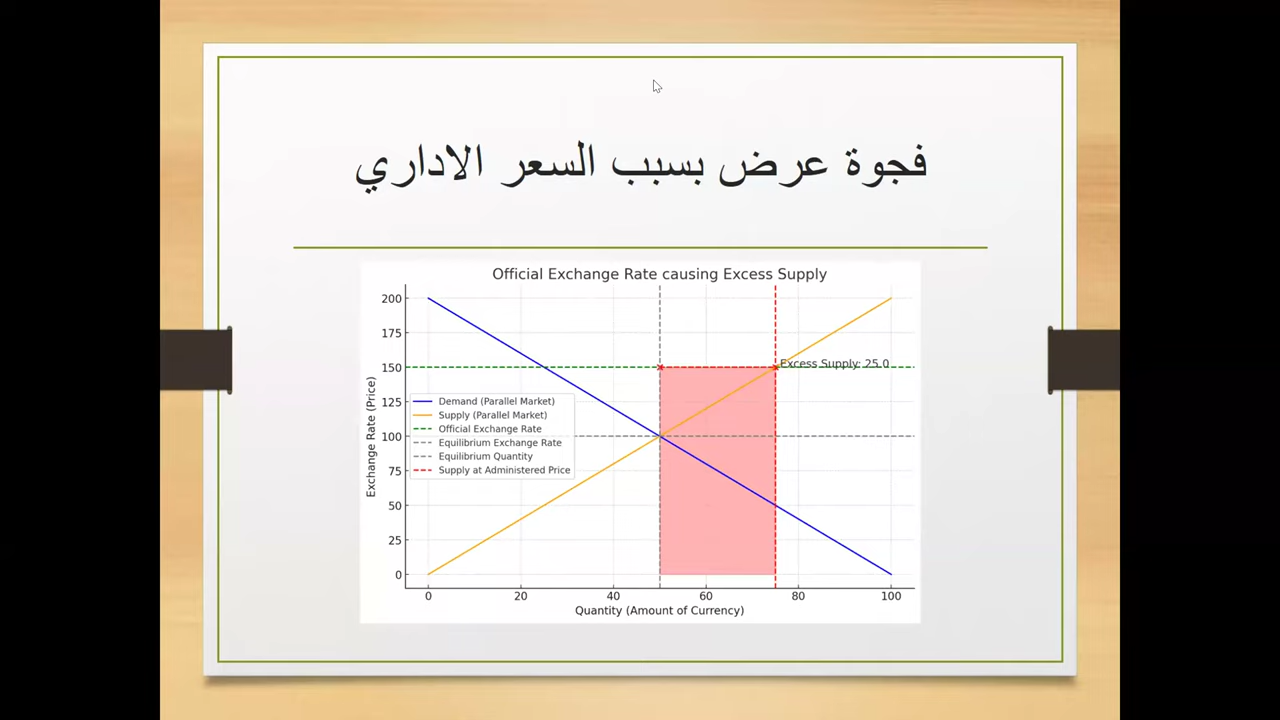 فجوة عرض بسبب السعر الاداري
Official Exchange Rate causing Excess Supply
Exchange Rate (Price)
200
175
150
125
100
75
50
25
0
Excess Supply: 25.0
Demand (Parallel Market)
Supply (Parallel Market)
Official Exchange Rate
Equilibrium Exchange Rate
Equilibrium Quantity
Supply at Administered Price
0 20 40 60 80 100
Quantity (Amount of Currency)